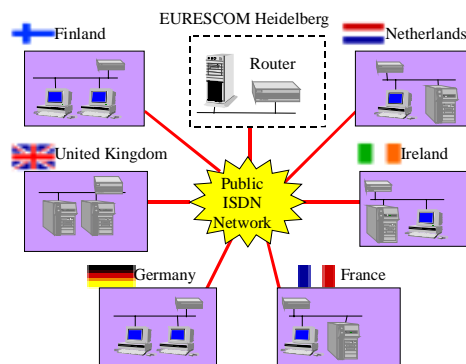 EURESCOM Heidelberg
Finland
Netherlands
Router
United Kingdom
Ireland
Public
ISDN
Network
Germany
France